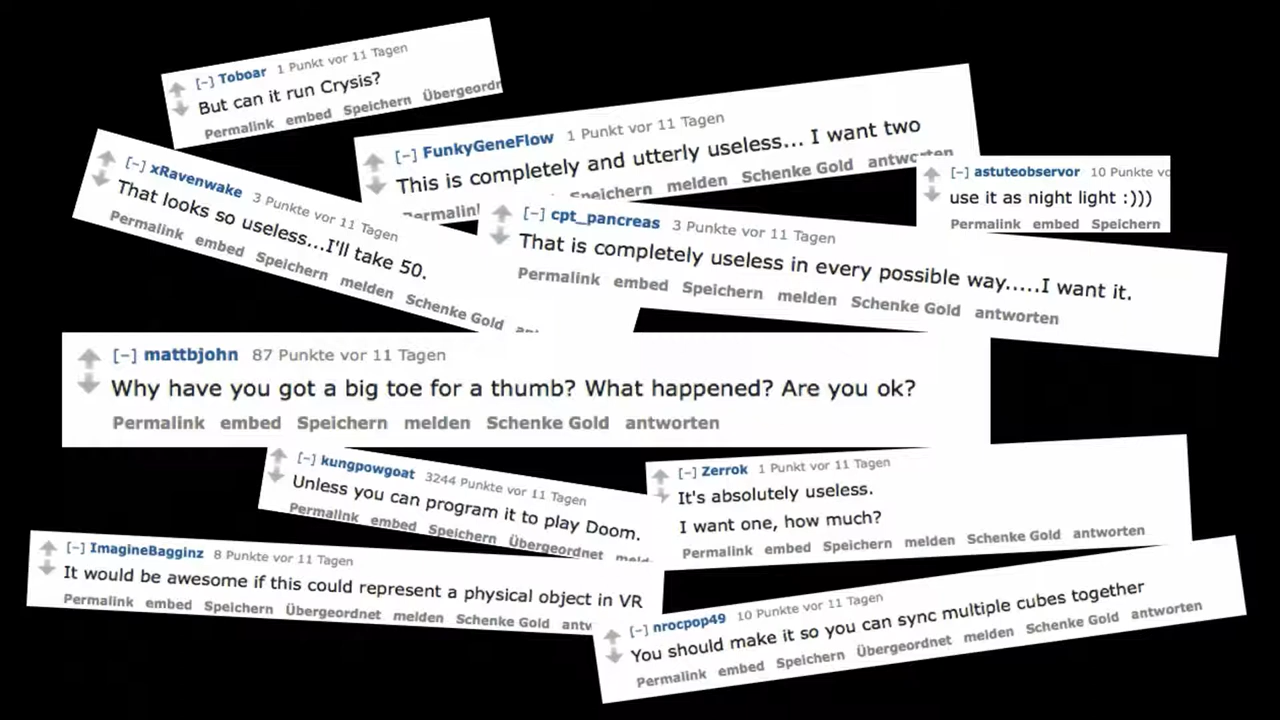 [–] Toboar 1 Punkt vor 11 Tagen
But can it run Crysis?
Permalink embed Speichern
[–] FunkyGeneFlow 1 Punkt vor 11 Tagen
This is completely and utterly useless... I want two
melden Schenke Gold
[–] xRavenwake 3 Punkte vor 11 Tagen
That looks so useless...I'll take 50.
Permalink embed Speichern melden Schenke Gold
[–] astuteobservor 10 Punkte
use it as night light :)))
Permalink embed Speichern
[–] cpt_pancreas 3 Punkte vor 11 Tagen
That is completely useless in every possible way.....I want it.
Permalink embed Speichern melden Schenke Gold antworten
[–] mattbjohn 87 Punkte vor 11 Tagen
Why have you got a big toe for a thumb? What happened? Are you ok?
Permalink embed Speichern melden Schenke Gold antworten
[–] kungpowgoat 3244 Punkte vor 11 Tagen
Unless you can program it to play Doom.
Permalink embed Speichern Übergeordnet
[–] Zerrok 1 Punkt vor 11 Tagen
It's absolutely useless.
I want one, how much?
Permalink embed Speichern melden Schenke Gold antworten
[–] ImagineBagginz 8 Punkte vor 11 Tagen
It would be awesome if this could represent a physical object in VR
Permalink embed Speichern Übergeordnet melden Schenke Gold
[–] nrocpop49 10 Punkte vor 11 Tagen
You should make it so you can sync multiple cubes together
Permalink embed Speichern Übergeordnet melden Schenke Gold antworten